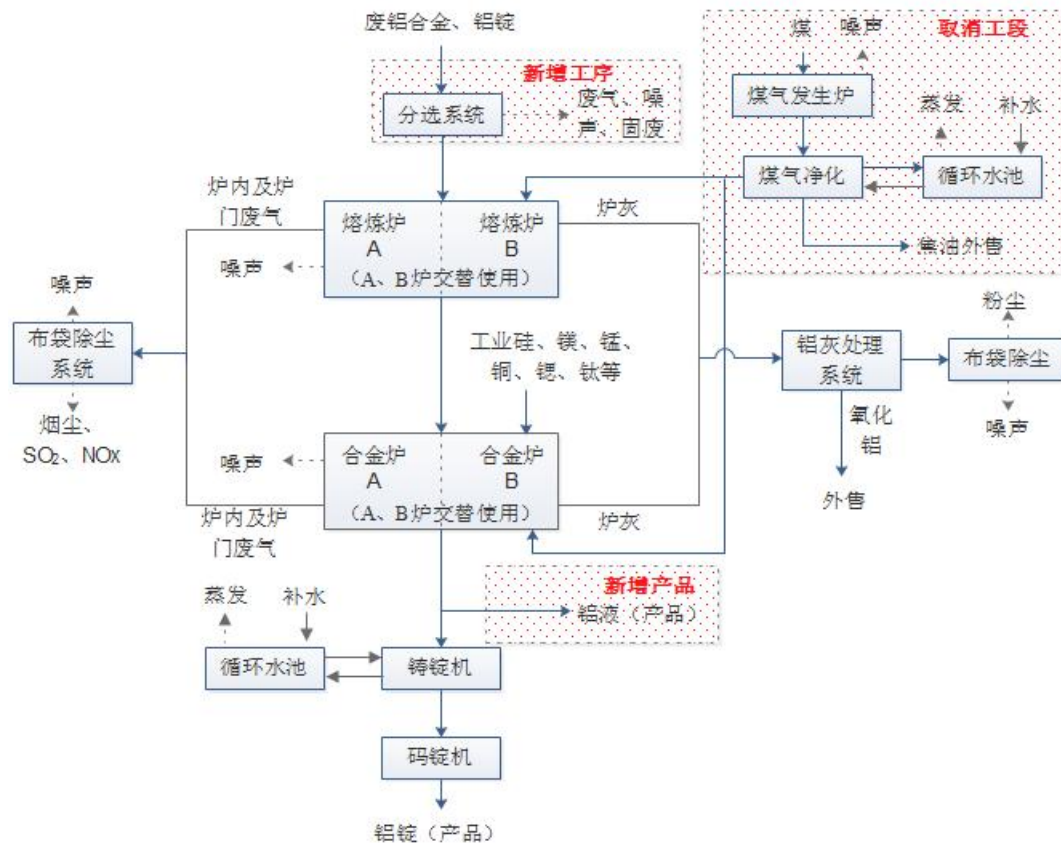 废铝合金、铝锭
取消工段
煤
噪声
新增工序
分选系统
废气、噪
声、固废
煤气发生炉
蒸发
补水
煤气净化
循环水池
焦油外售
炉内及炉
门废气
熔炼炉
A
熔炼炉
B
（A、B炉交替使用）
噪声
炉灰
噪声
布袋除尘
系统
烟尘、
SO₂、NOx
工业硅、镁、锰、
铜、锶、钛等
铝灰处理
系统
粉尘
布袋除尘
噪声
氧化
铝
外售
合金炉
A
合金炉
B
（A、B炉交替使用）
噪声
炉内及炉
门废气
炉灰
新增产品
铝液（产品）
蒸发
补水
循环水池
铸锭机
码锭机
铝锭（产品）